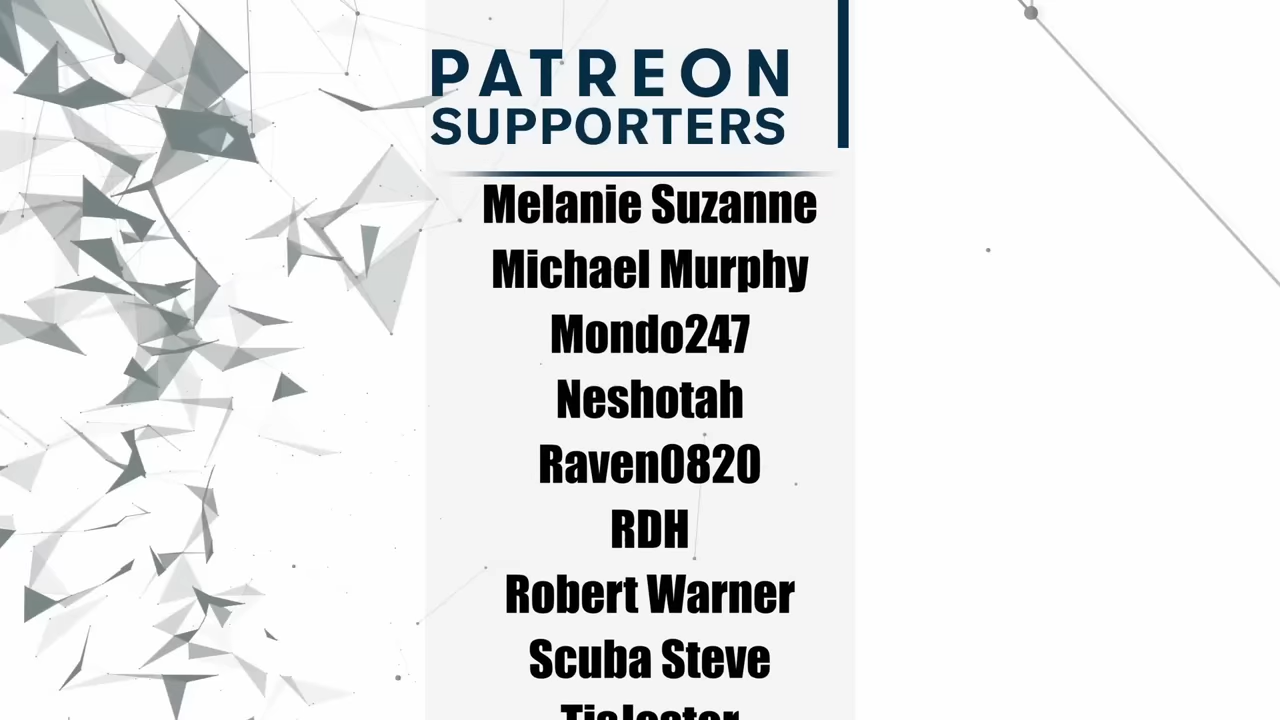 PATREON
SUPPORTERS
Melanie Suzanne
Michael Murphy
Mondo247
Neshotah
Raven0820
RDH
Robert Warner
Scuba Steve